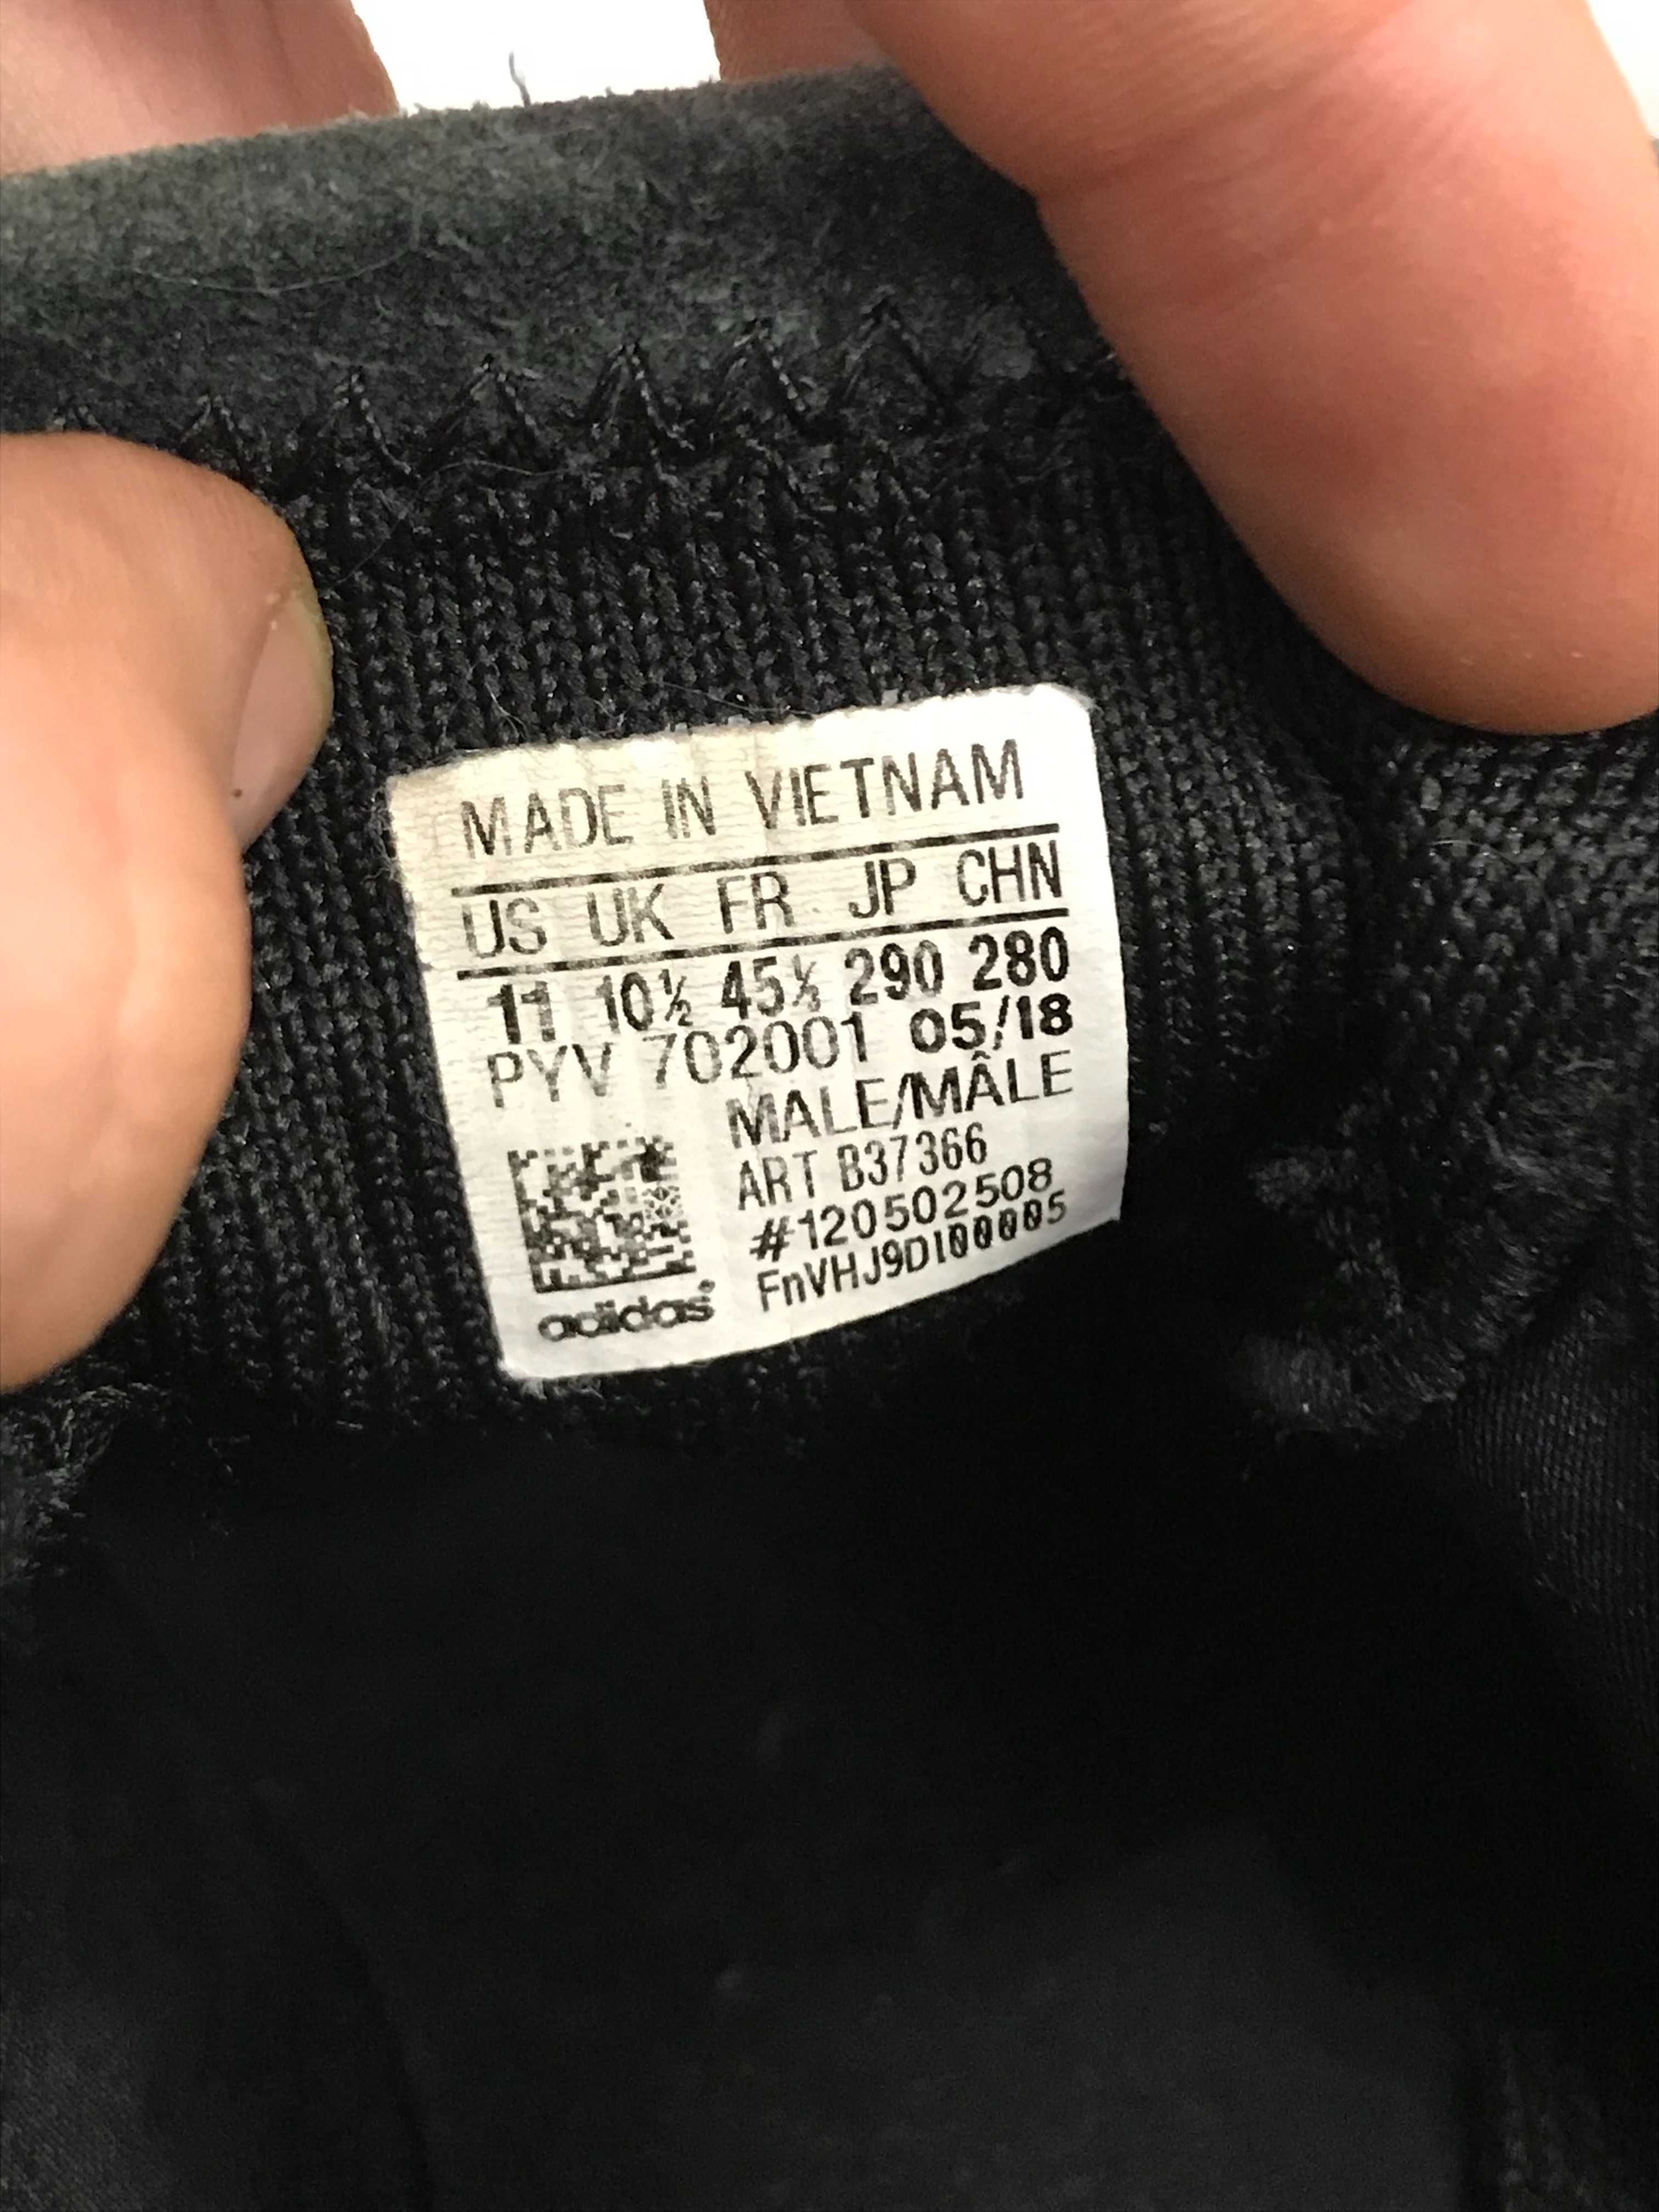 MADE IN VIETNAM
US UK FR JP CHN
11 10½ 45⅓ 290 280
PYV 702001 05/18
MALE/MÂLE
ART B37366
#120502508
FnVHJ9DI00005
adidas